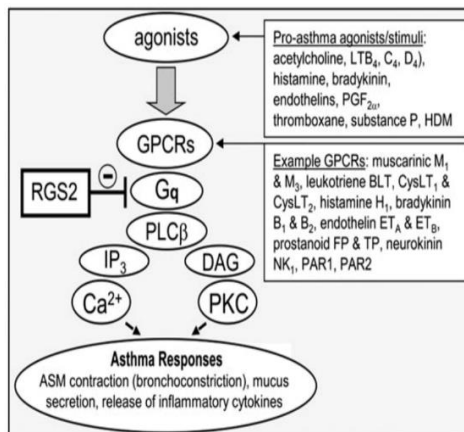 agonists
Pro-asthma agonists/stimuli:
acetylcholine, LTB₄, C₄, D₄),
histamine, bradykinin,
endothelins, PGF₂α,
thromboxane, substance P, HDM
GPCRs
Example GPCRs: muscarinic M₁
& M₃, leukotriene BLT, CysLT₁ &
CysLT₂, histamine H₁, bradykinin
B₁ & B₂, endothelin ET_A & ET_B,
prostanoid FP & TP, neurokinin
NK₁, PAR1, PAR2
RGS2
−
Gq
PLCβ
IP₃
DAG
Ca²⁺
PKC
Asthma Responses
ASM contraction (bronchoconstriction), mucus
secretion, release of inflammatory cytokines